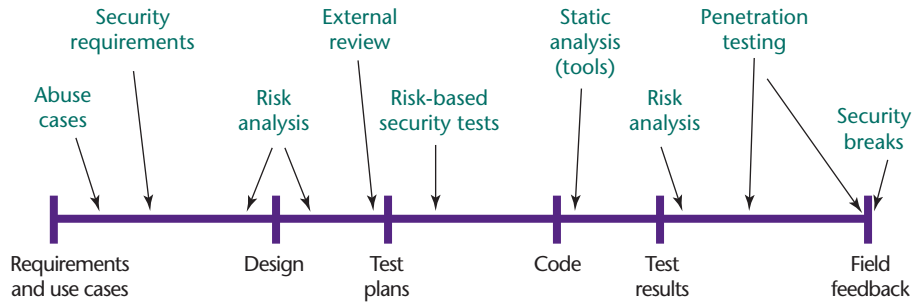 Security
requirements
External
review
Static
analysis
(tools)
Penetration
testing
Abuse
cases
Risk
analysis
Risk-based
security tests
Risk
analysis
Security
breaks
Requirements
and use cases
Design
Test
plans
Code
Test
results
Field
feedback